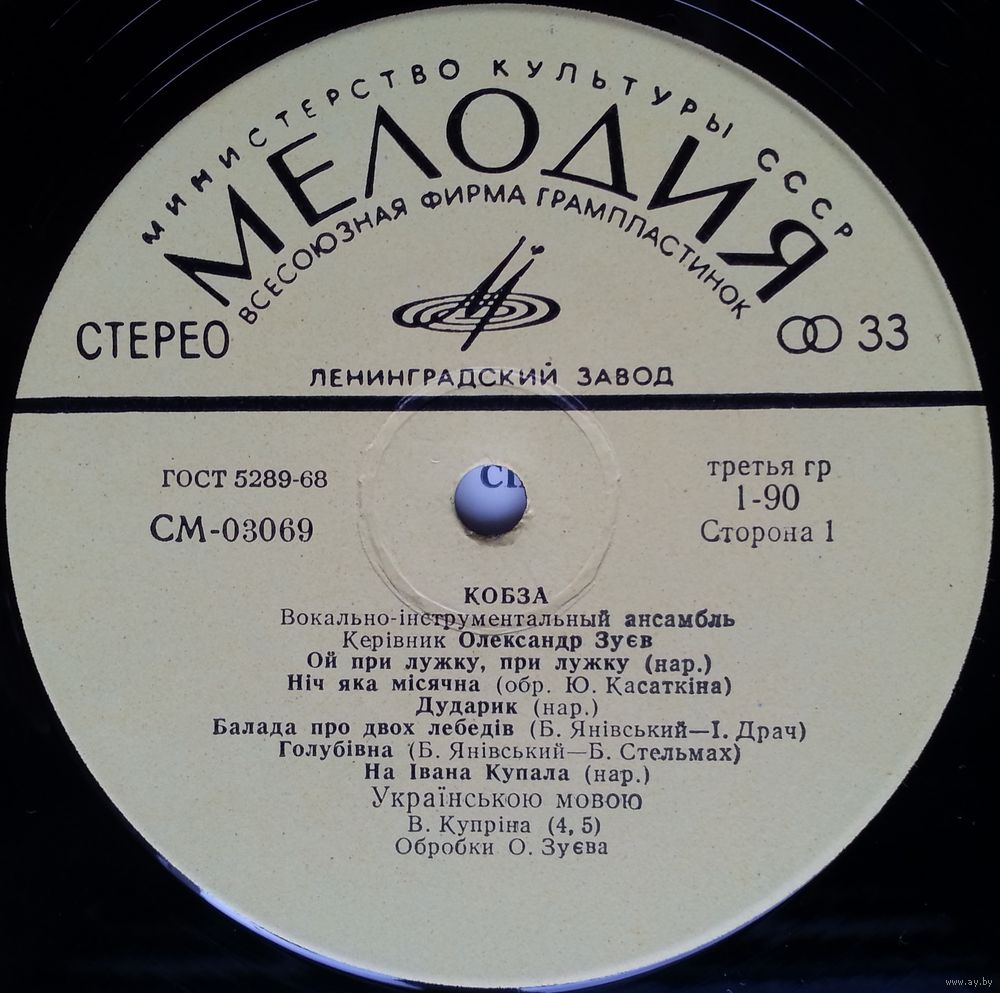 МИНИСТЕРСТВО КУЛЬТУРЫ СССР
МЕЛОДИЯ
ВСЕСОЮЗНАЯ ФИРМА ГРАМПЛАСТИНОК
СТЕРЕО
33
ЛЕНИНГРАДСКИЙ ЗАВОД
ГОСТ 5289-68
СМ-03069
третья гр
1-90
Сторона 1
КОБЗА
Вокально-інструментальный ансамбль
Керівник Олександр Зуєв
Ой при лужку, при лужку (нар.)
Ніч яка місячна (обр. Ю. Касаткіна)
Дударик (нар.)
Балада про двох лебедів (Б. Янівський—І. Драч)
Голубівна (Б. Янівський—Б. Стельмах)
На Івана Купала (нар.)
Українською мовою
В. Купріна (4, 5)
Обробки О. Зуєва
www.ay.by